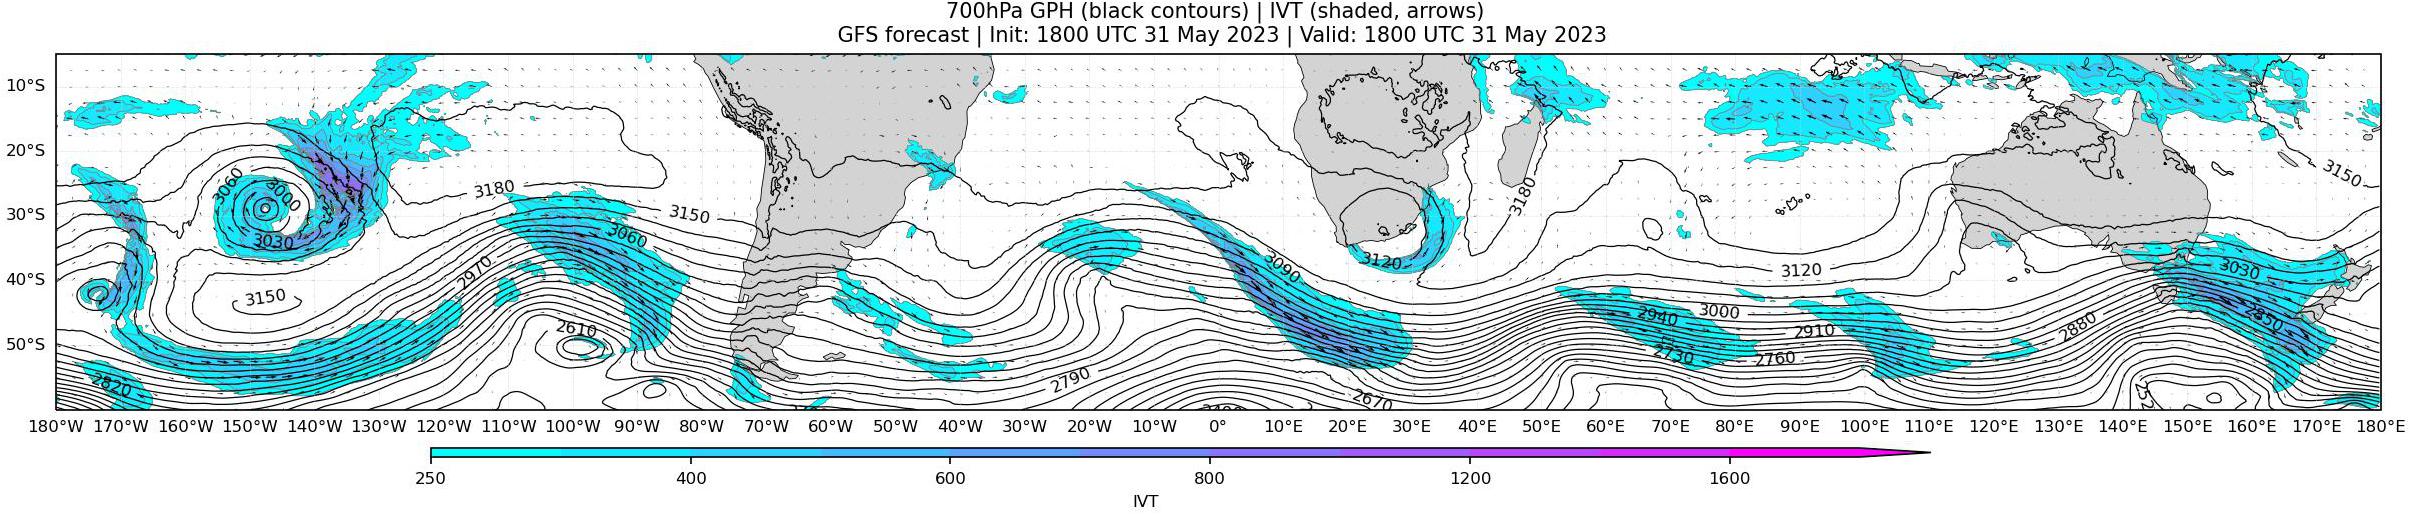 700hPa GPH (black contours) | IVT (shaded, arrows)
GFS forecast | Init: 1800 UTC 31 May 2023 | Valid: 1800 UTC 31 May 2023
10°S
20°S
30°S
40°S
50°S
3060
3000
3030
3150
2820
3180
3150
3060
2970
2610
2790
3090
3120
2670
3180
3120
2940
3000
2910
2730
2760
2880
3150
3030
2850
180°W 170°W 160°W 150°W 140°W 130°W 120°W 110°W 100°W 90°W 80°W 70°W 60°W 50°W 40°W 30°W 20°W 10°W 0° 10°E 20°E 30°E 40°E 50°E 60°E 70°E 80°E 90°E 100°E 110°E 120°E 130°E 140°E 150°E 160°E 170°E 180°E
250 400 600 800 1200 1600
IVT